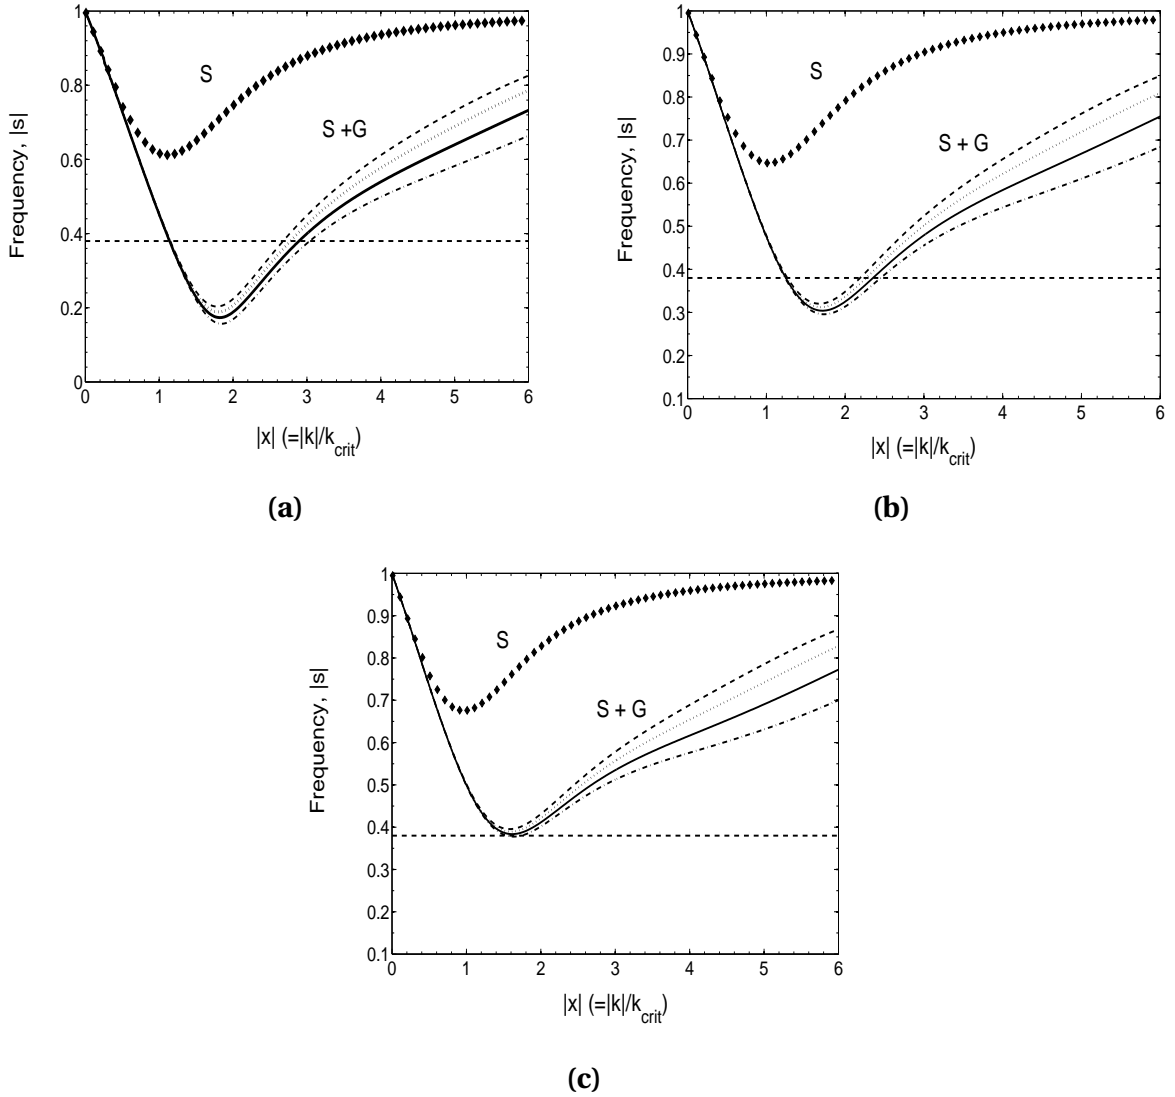 1
0.8
0.6
0.4
0.2
0
Frequency, |s|
S
S +G
0 1 2 3 4 5 6
|x| (=|k|/k_crit)
(a)
1
0.9
0.8
0.7
0.6
0.5
0.4
0.3
0.2
0.1
Frequency, |s|
S
S + G
0 1 2 3 4 5 6
|x| (=|k|/k_crit)
(b)
1
0.9
0.8
0.7
0.6
0.5
0.4
0.3
0.2
0.1
Frequency, |s|
S
S + G
0 1 2 3 4 5 6
|x| (=|k|/k_crit)
(c)